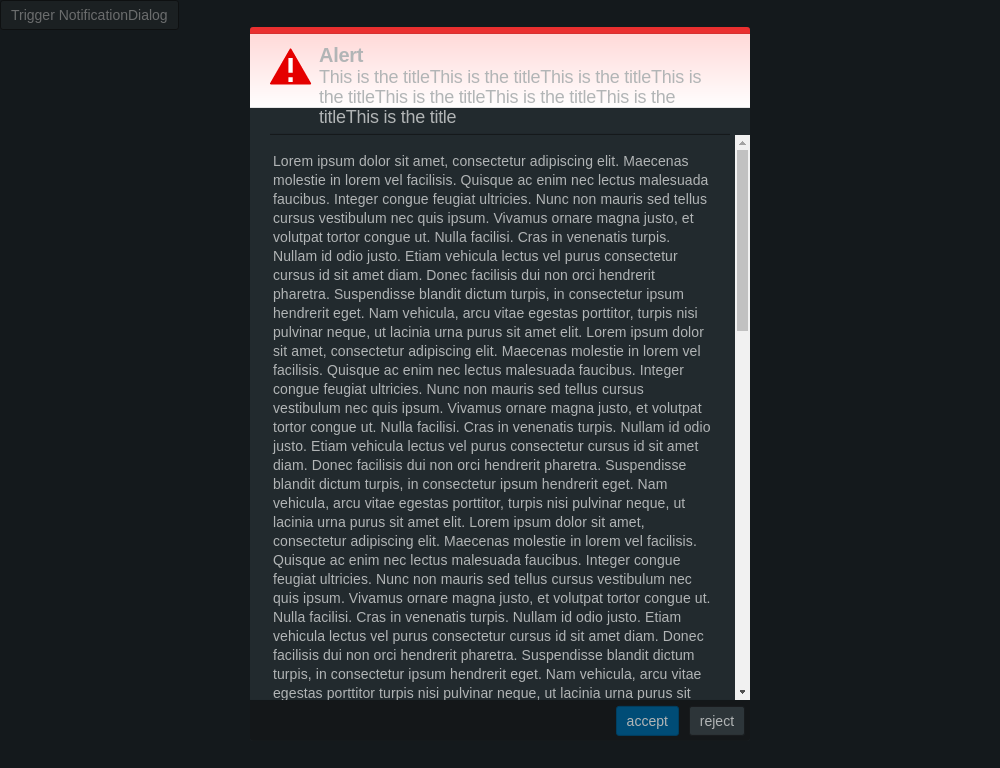 Trigger NotificationDialog
Alert
This is the titleThis is the titleThis is the titleThis is
the titleThis is the titleThis is the titleThis is the
titleThis is the title
Lorem ipsum dolor sit amet, consectetur adipiscing elit. Maecenas
molestie in lorem vel facilisis. Quisque ac enim nec lectus malesuada
faucibus. Integer congue feugiat ultricies. Nunc non mauris sed tellus
cursus vestibulum nec quis ipsum. Vivamus ornare magna justo, et
volutpat tortor congue ut. Nulla facilisi. Cras in venenatis turpis.
Nullam id odio justo. Etiam vehicula lectus vel purus consectetur
cursus id sit amet diam. Donec facilisis dui non orci hendrerit
pharetra. Suspendisse blandit dictum turpis, in consectetur ipsum
hendrerit eget. Nam vehicula, arcu vitae egestas porttitor, turpis nisi
pulvinar neque, ut lacinia urna purus sit amet elit. Lorem ipsum dolor
sit amet, consectetur adipiscing elit. Maecenas molestie in lorem vel
facilisis. Quisque ac enim nec lectus malesuada faucibus. Integer
congue feugiat ultricies. Nunc non mauris sed tellus cursus
vestibulum nec quis ipsum. Vivamus ornare magna justo, et volutpat
tortor congue ut. Nulla facilisi. Cras in venenatis turpis. Nullam id odio
justo. Etiam vehicula lectus vel purus consectetur cursus id sit amet
diam. Donec facilisis dui non orci hendrerit pharetra. Suspendisse
blandit dictum turpis, in consectetur ipsum hendrerit eget. Nam
vehicula, arcu vitae egestas porttitor, turpis nisi pulvinar neque, ut
lacinia urna purus sit amet elit. Lorem ipsum dolor sit amet,
consectetur adipiscing elit. Maecenas molestie in lorem vel facilisis.
Quisque ac enim nec lectus malesuada faucibus. Integer congue
feugiat ultricies. Nunc non mauris sed tellus cursus vestibulum nec
quis ipsum. Vivamus ornare magna justo, et volutpat tortor congue ut.
Nulla facilisi. Cras in venenatis turpis. Nullam id odio justo. Etiam
vehicula lectus vel purus consectetur cursus id sit amet diam. Donec
facilisis dui non orci hendrerit pharetra. Suspendisse blandit dictum
turpis, in consectetur ipsum hendrerit eget. Nam vehicula, arcu vitae
egestas porttitor turpis nisi pulvinar neque, ut lacinia urna purus sit
accept
reject